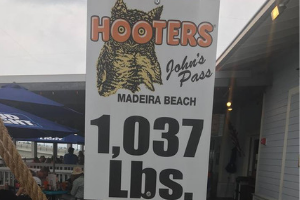 HOOTERS
John's
Pass
MADEIRA BEACH
1,037
Lbs.